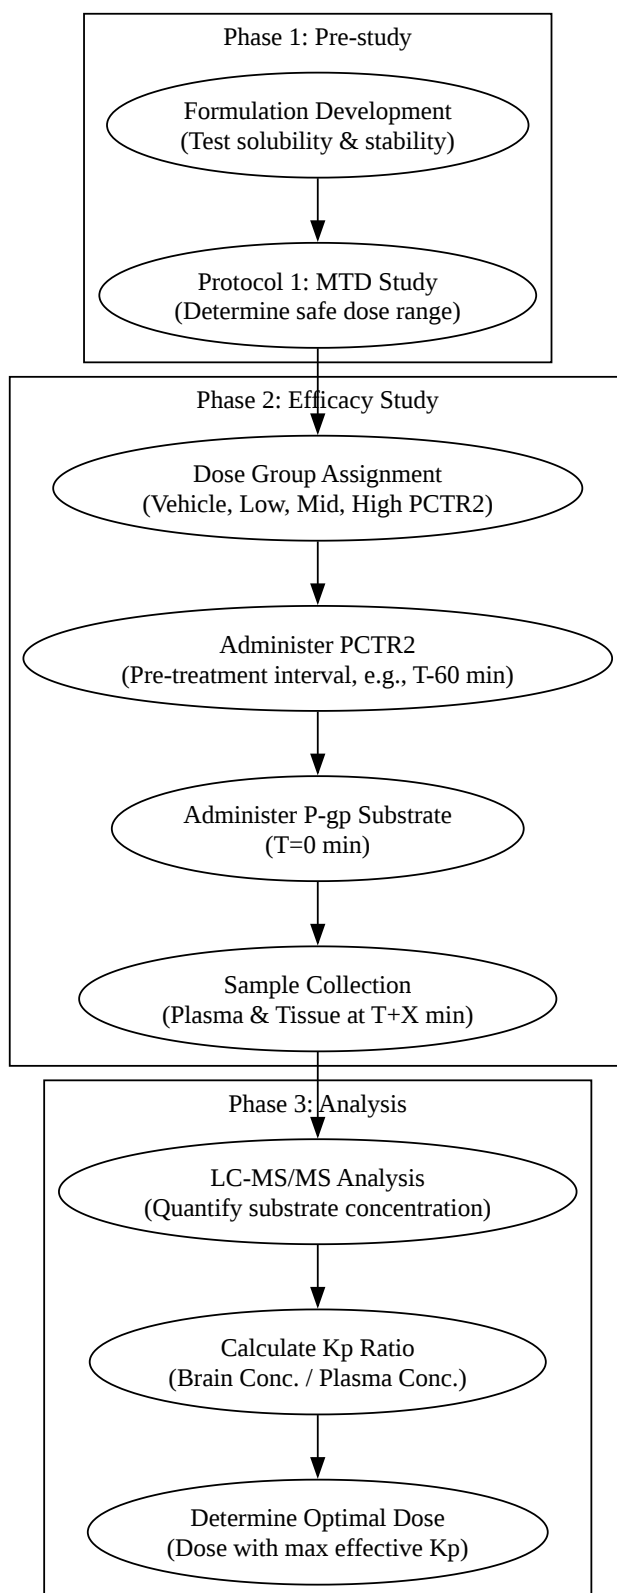 Phase 1: Pre-study
Formulation Development
(Test solubility & stability)
Protocol 1: MTD Study
(Determine safe dose range)
Phase 2: Efficacy Study
Dose Group Assignment
(Vehicle, Low, Mid, High PCTR2)
Administer PCTR2
(Pre-treatment interval, e.g., T-60 min)
Administer P-gp Substrate
(T=0 min)
Sample Collection
(Plasma & Tissue at T+X min)
Phase 3: Analysis
LC-MS/MS Analysis
(Quantify substrate concentration)
Calculate Kp Ratio
(Brain Conc. / Plasma Conc.)
Determine Optimal Dose
(Dose with max effective Kp)